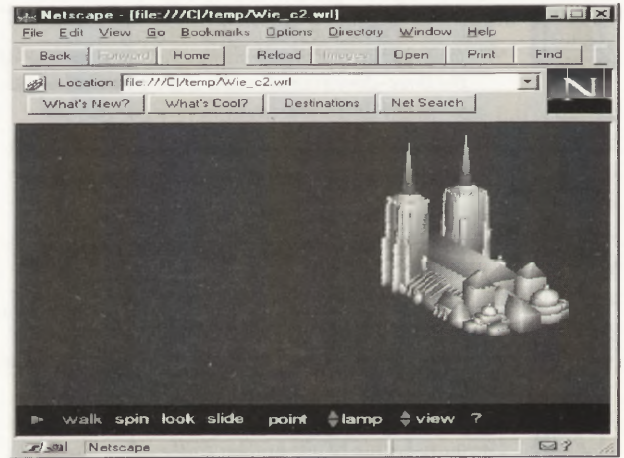 Netscape - [file:///C|/temp/Wie_c2.wrl]
File Edit View Go Bookmarks Options Directory Window Help
Back Forward Home Reload Images Open Print Find
Location: file:///C|/temp/Wie_c2.wrl
N
What's New? What's Cool? Destinations Net Search
walk spin look slide point lamp view ?
Netscape ?